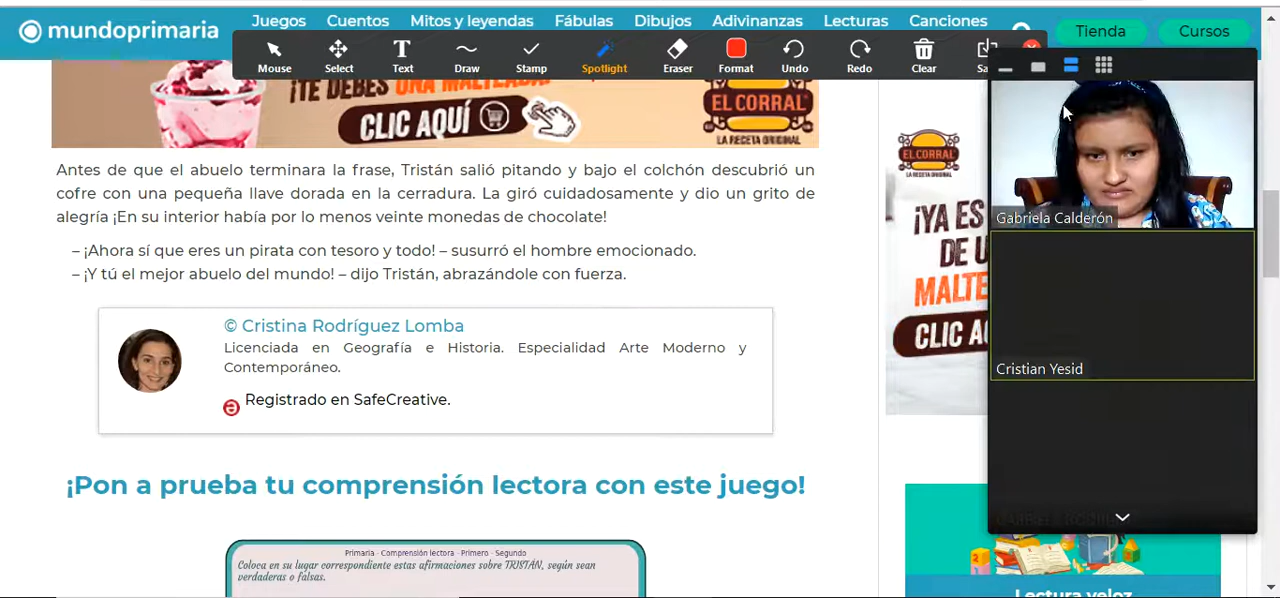 mundoprimaria
Juegos Cuentos Mitos y leyendas Fábulas Dibujos Adivinanzas Lecturas Canciones
Tienda Cursos
Mouse Select Text Draw Stamp Spotlight Eraser Format Undo Redo Clear
¡TE DEBES UNA MALTEADA!
CLIC AQUÍ
EL CORRAL
LA RECETA ORIGINAL
Antes de que el abuelo terminara la frase, Tristán salió pitando y bajo el colchón descubrió un
cofre con una pequeña llave dorada en la cerradura. La giró cuidadosamente y dio un grito de
alegría ¡En su interior había por lo menos veinte monedas de chocolate!
– ¡Ahora sí que eres un pirata con tesoro y todo! – susurró el hombre emocionado.
– ¡Y tú el mejor abuelo del mundo! – dijo Tristán, abrazándole con fuerza.
© Cristina Rodríguez Lomba
Licenciada en Geografía e Historia. Especialidad Arte Moderno y
Contemporáneo.
Registrado en SafeCreative.
¡Pon a prueba tu comprensión lectora con este juego!
Primaria - Comprensión lectora - Primero - Segundo
Coloca en su lugar correspondiente estas afirmaciones sobre TRISTÁN, según sean
verdaderas o falsas.
EL CORRAL
LA RECETA ORIGINAL
¡YA ES
DE U
MALTE
CLIC A
Gabriela Calderón
Cristian Yesid
Lectura veloz